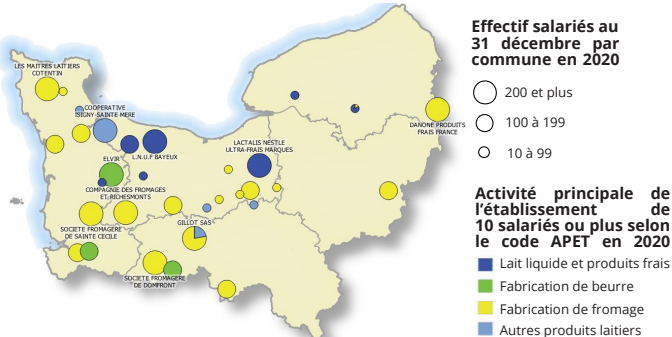 LES MAITRES LAITIERS
COTENTIN
COOPERATIVE
ISIGNY-SAINTE MERE
L.N.U.F BAYEUX
ELVIR
COMPAGNIE DES FROMAGES
ET RICHESMONTS
LACTALIS NESTLE
ULTRA-FRAIS MARQUES
DANONE PRODUITS
FRAIS FRANCE
SOCIETE FROMAGERE
DE SAINTE CECILE
GILLOT SAS
SOCIETE FROMAGERE
DE DOMFRONT
Effectif salariés au
31 décembre par
commune en 2020
200 et plus
100 à 199
10 à 99
Activité principale de
l'établissement de
10 salariés ou plus selon
le code APET en 2020
Lait liquide et produits frais
Fabrication de beurre
Fabrication de fromage
Autres produits laitiers